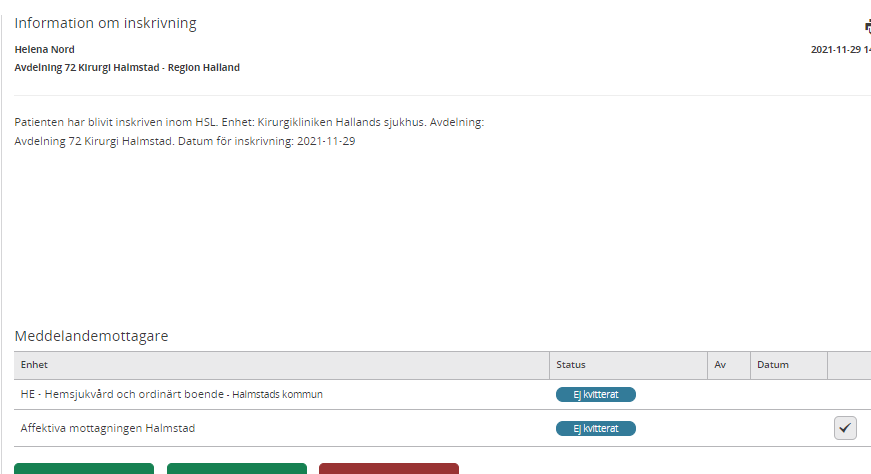 Information om inskrivning
Helena Nord
2021-11-29 14
Avdelning 72 Kirurgi Halmstad - Region Halland
Patienten har blivit inskriven inom HSL. Enhet: Kirurgikliniken Hallands sjukhus. Avdelning:
Avdelning 72 Kirurgi Halmstad. Datum för inskrivning: 2021-11-29
Meddelandemottagare
Enhet Status Av Datum
HE - Hemsjukvård och ordinärt boende - Halmstads kommun Ej kvitterat
Affektiva mottagningen Halmstad Ej kvitterat